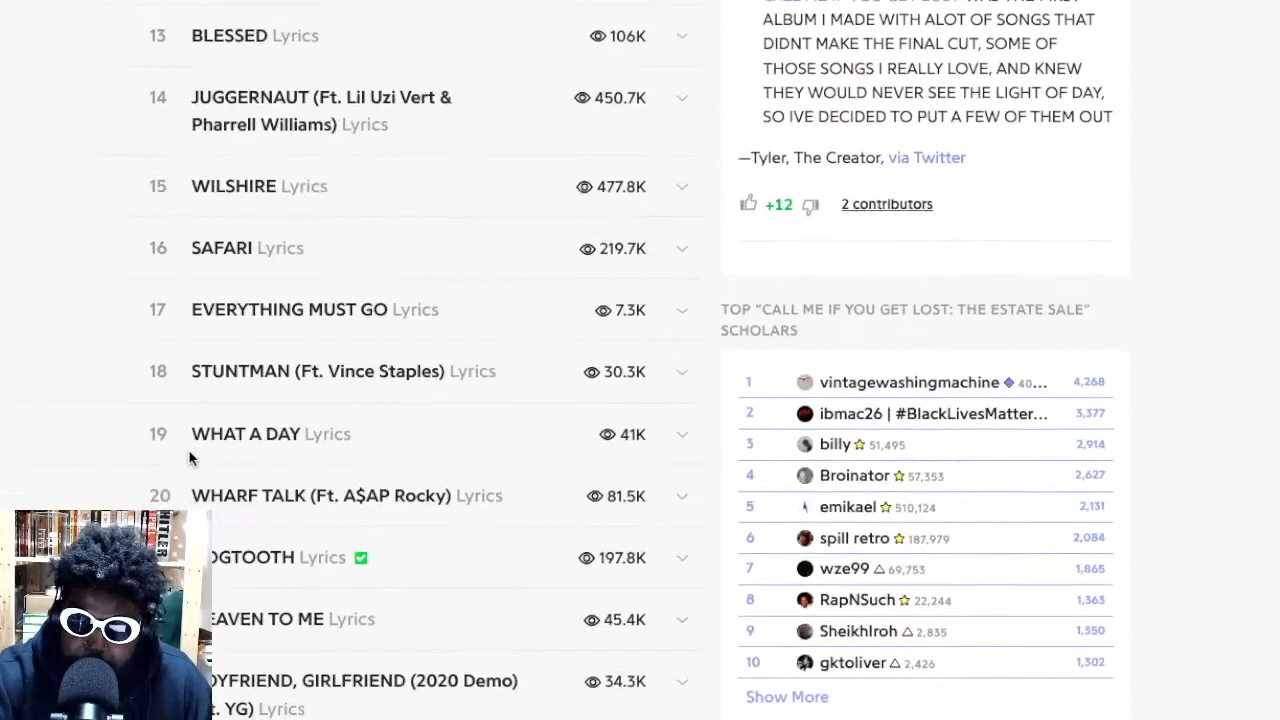 13 BLESSED Lyrics 106K
14 JUGGERNAUT (Ft. Lil Uzi Vert & 450.7K
Pharrell Williams) Lyrics
15 WILSHIRE Lyrics 477.8K
16 SAFARI Lyrics 219.7K
17 EVERYTHING MUST GO Lyrics 7.3K
18 STUNTMAN (Ft. Vince Staples) Lyrics 30.3K
19 WHAT A DAY Lyrics 41K
20 WHARF TALK (Ft. A$AP Rocky) Lyrics 81.5K
OGTOOTH Lyrics 197.8K
EAVEN TO ME Lyrics 45.4K
OYFRIEND, GIRLFRIEND (2020 Demo) 34.3K
t. YG) Lyrics
ALBUM I MADE WITH ALOT OF SONGS THAT
DIDNT MAKE THE FINAL CUT, SOME OF
THOSE SONGS I REALLY LOVE, AND KNEW
THEY WOULD NEVER SEE THE LIGHT OF DAY,
SO IVE DECIDED TO PUT A FEW OF THEM OUT
—Tyler, The Creator, via Twitter
+12 2 contributors
TOP “CALL ME IF YOU GET LOST: THE ESTATE SALE”
SCHOLARS
1 vintagewashingmachine 40... 4,268
2 ibmac26 | #BlackLivesMatter... 3,377
3 billy 51,495 2,914
4 Broinator 57,353 2,627
5 emikael 510,124 2,131
6 spill retro 187,979 2,084
7 wze99 69,753 1,865
8 RapNSuch 22,244 1,363
9 SheikhIroh 2,835 1,350
10 gktoliver 2,426 1,302
Show More